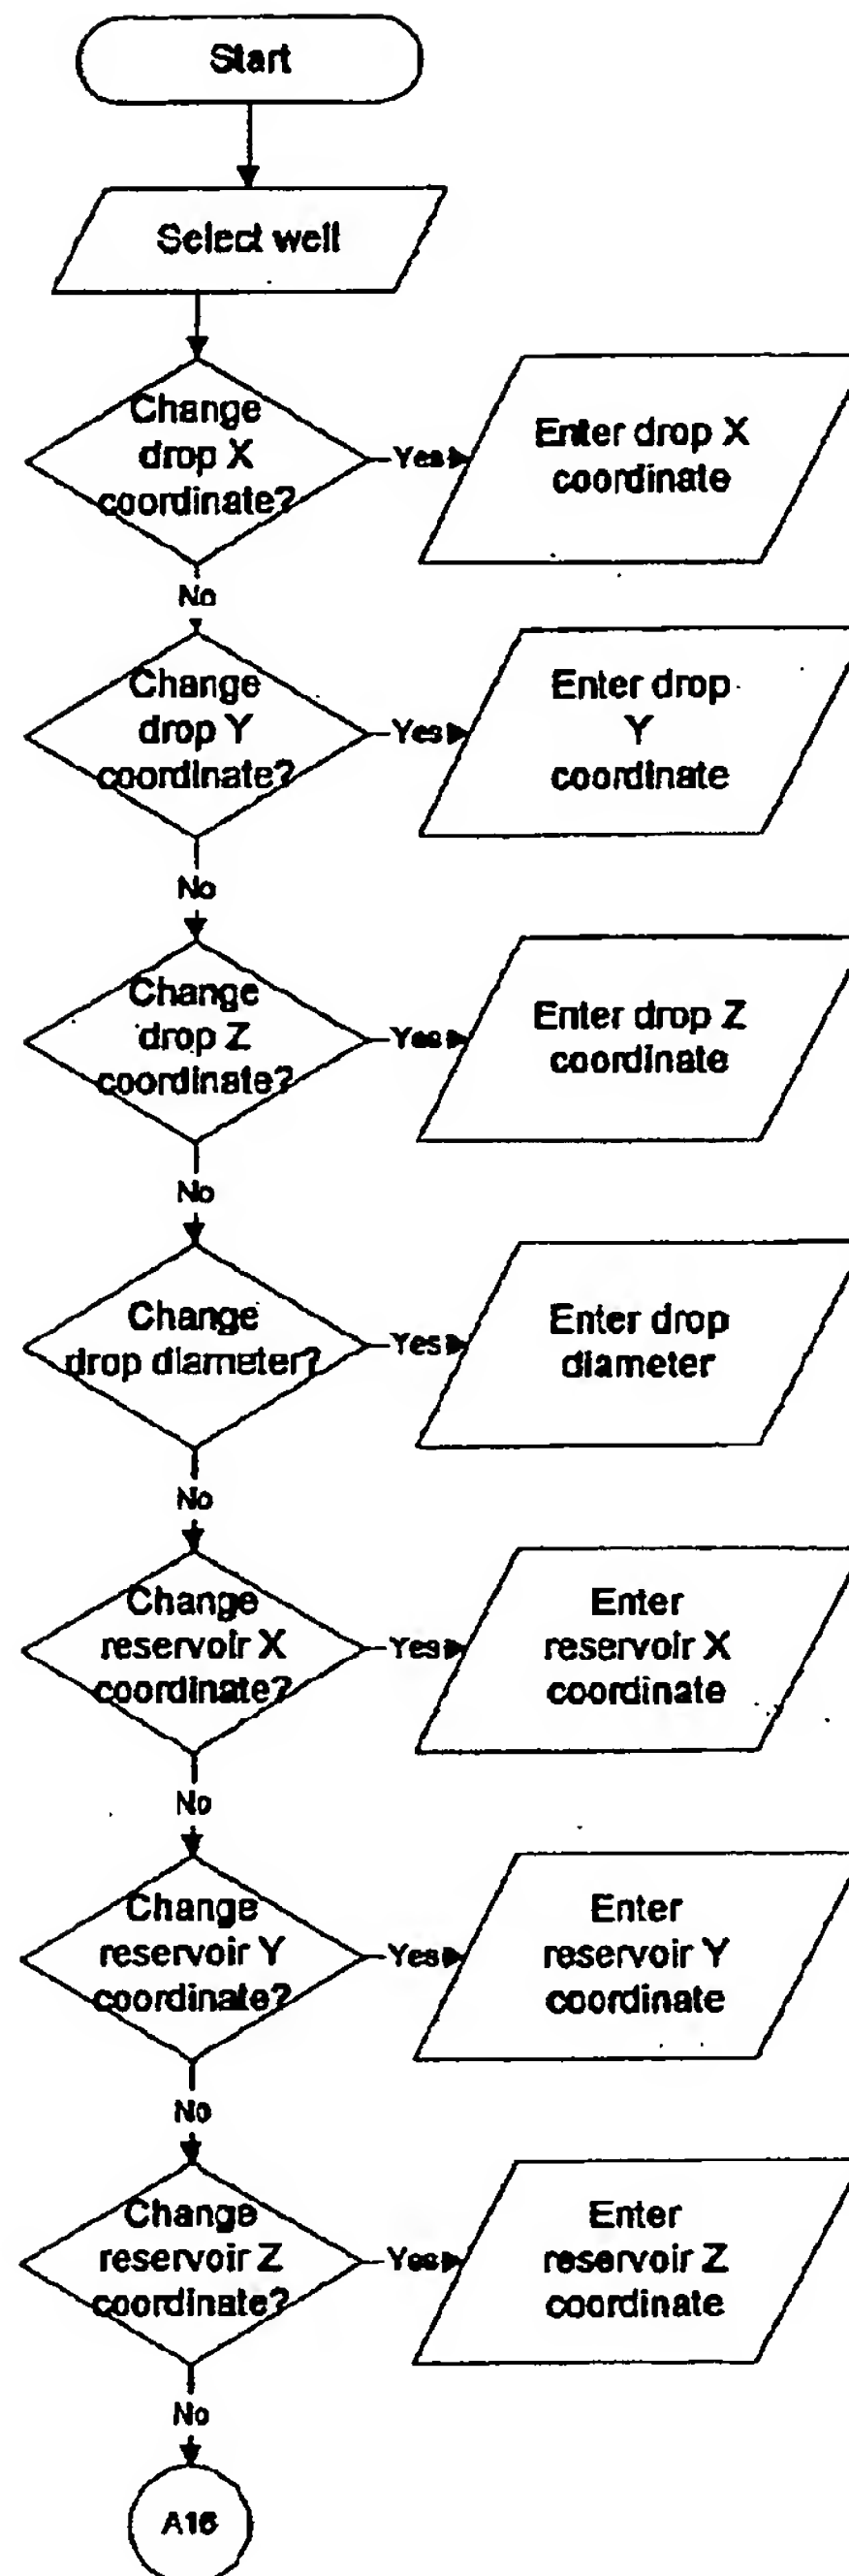 Start
Select well
Change
drop X
coordinate?
Yes
Enter drop X
coordinate
No
Change
drop Y
coordinate?
Yes
Enter drop
Y
coordinate
No
Change
drop Z
coordinate?
Yes
Enter drop Z
coordinate
No
Change
drop diameter?
Yes
Enter drop
diameter
No
Change
reservoir X
coordinate?
Yes
Enter
reservoir X
coordinate
No
Change
reservoir Y
coordinate?
Yes
Enter
reservoir Y
coordinate
No
Change
reservoir Z
coordinate?
Yes
Enter
reservoir Z
coordinate
No